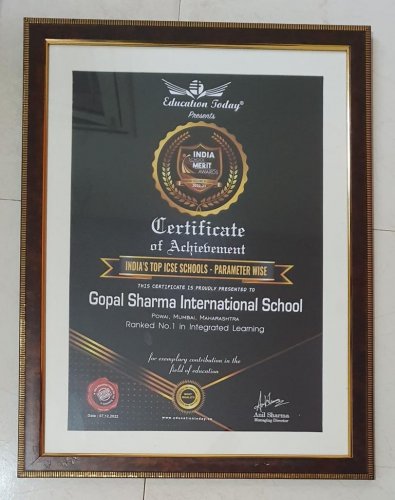 Education Today®
Presents
INDIA
MERIT
AWARDS
Certificate
of Achievement
INDIA'S TOP ICSE SCHOOLS - PARAMETER WISE
THIS CERTIFICATE IS PROUDLY PRESENTED TO
Gopal Sharma International School
Powai, Mumbai, Maharashtra
Ranked No.1 in Integrated Learning
for exemplary contribution in the
field of education
Date : 07.12.2022
www.educationtoday.co
Anil Sharma
Managing Director